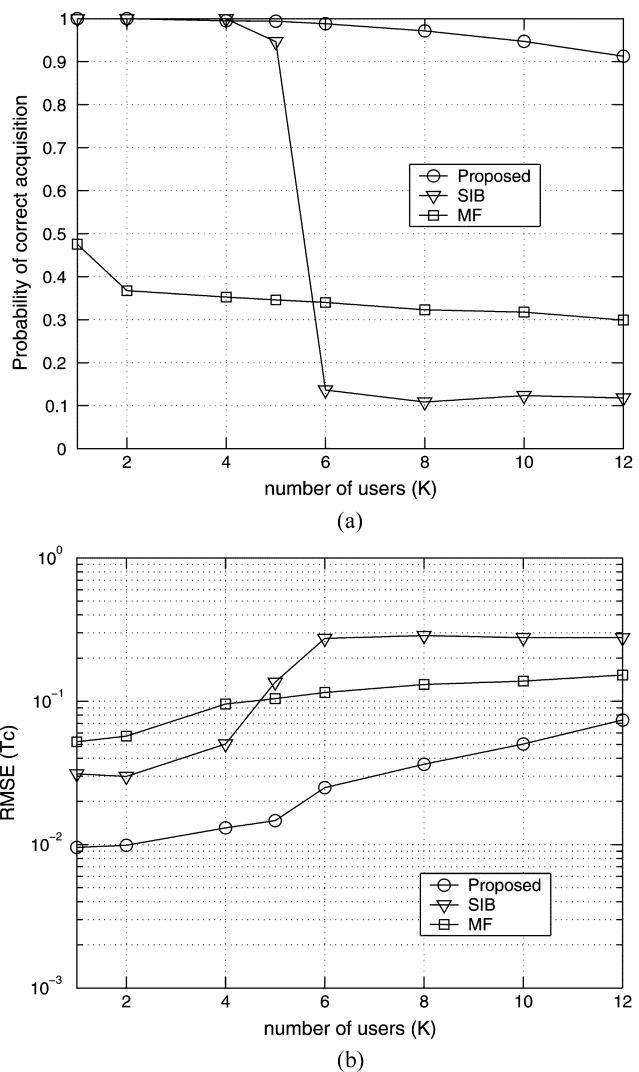 1
0.9
0.8
0.7
0.6
0.5
0.4
0.3
0.2
0.1
0
Probability of correct acquisition
Proposed
SIB
MF
2 4 6 8 10 12
number of users (K)
(a)
10⁰
10⁻¹
10⁻²
10⁻³
RMSE (Tc)
Proposed
SIB
MF
2 4 6 8 10 12
number of users (K)
(b)